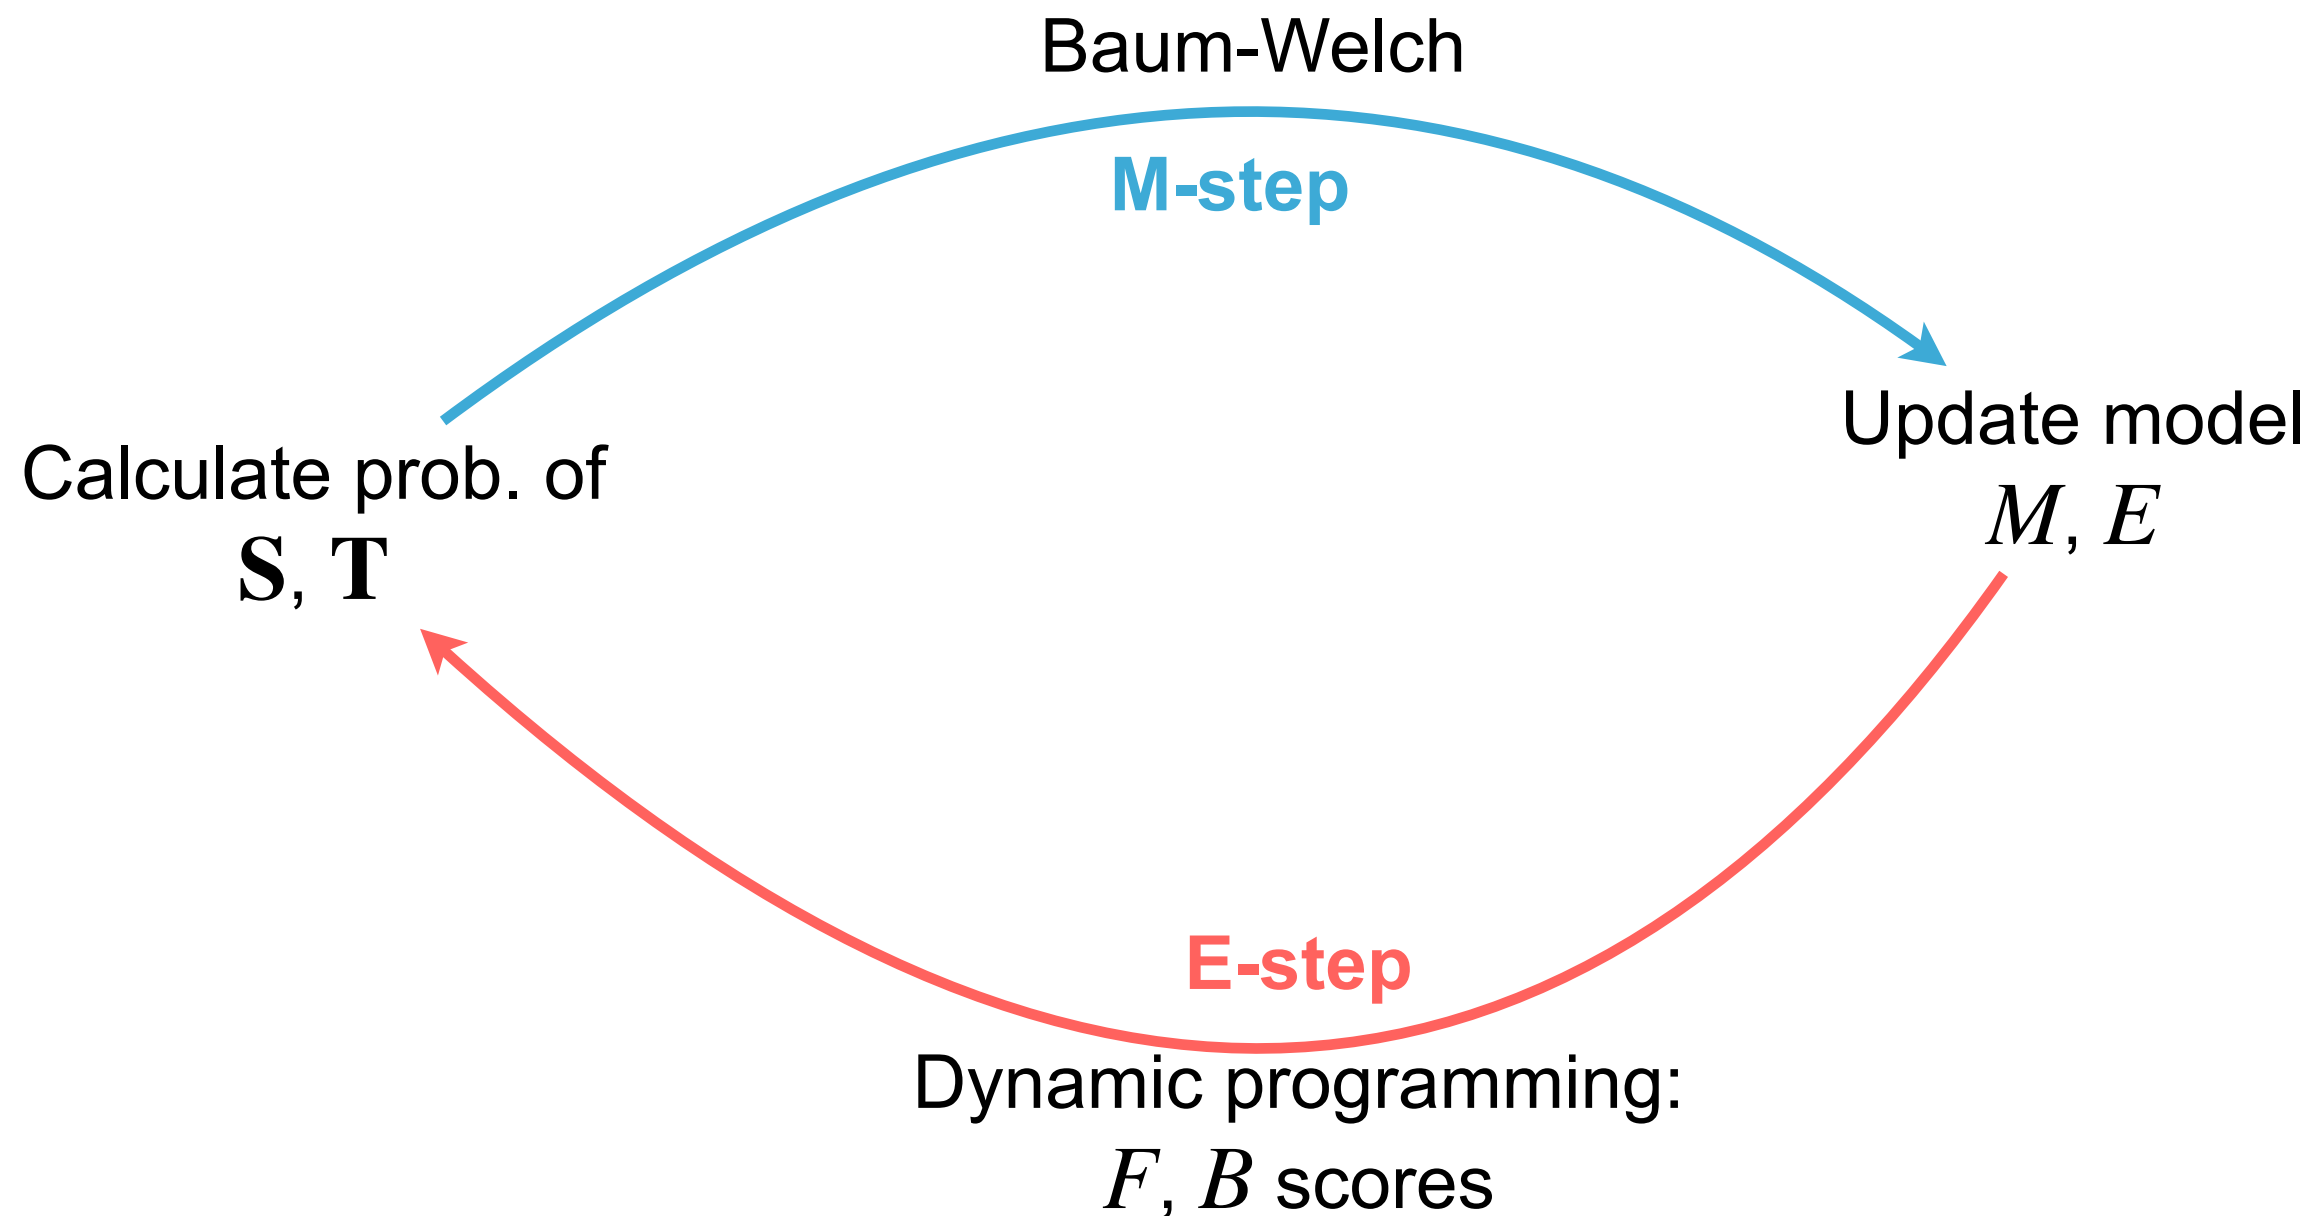 Baum-Welch
M-step
Calculate prob. of
S, T
Update model
M, E
E-step
Dynamic programming:
F, B scores